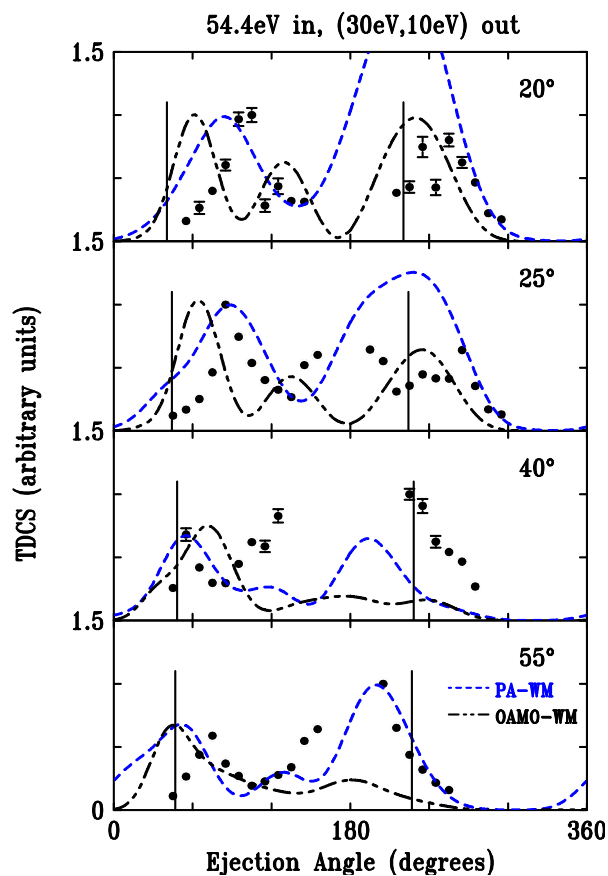 54.4eV in, (30eV,10eV) out
1.5
20°
1.5
25°
1.5
40°
1.5
55°
PA-WM
OAMO-WM
0
0 180 360
Ejection Angle (degrees)
TDCS (arbitrary units)